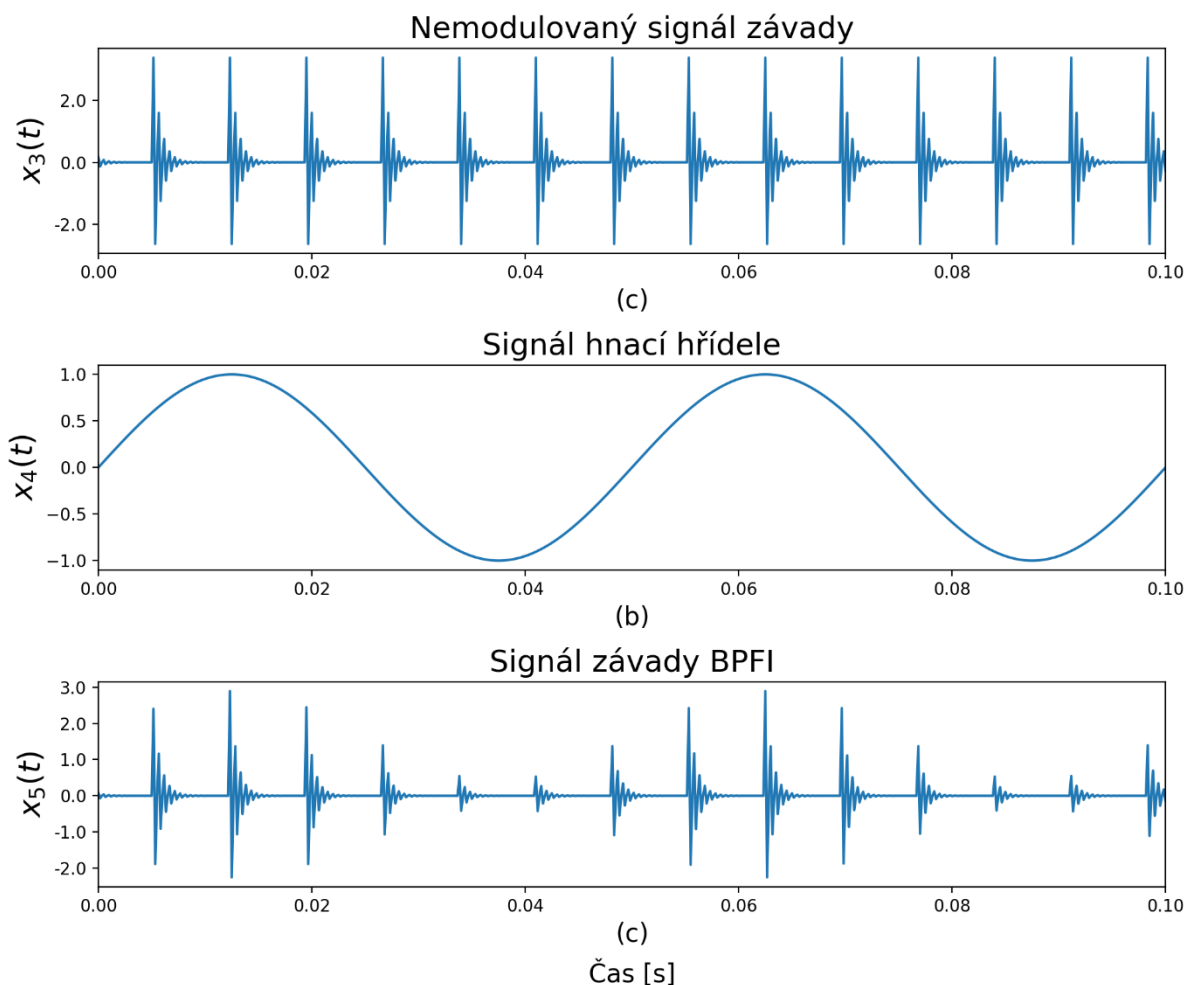 Nemodulovaný signál závady
2.0
0.0
-2.0
x₃(t)
0.00 0.02 0.04 0.06 0.08 0.10
(c)
Signál hnací hřídele
1.0
0.5
0.0
−0.5
−1.0
x₄(t)
0.00 0.02 0.04 0.06 0.08 0.10
(b)
Signál závady BPFI
3.0
2.0
1.0
0.0
-1.0
-2.0
x₅(t)
0.00 0.02 0.04 0.06 0.08 0.10
(c)
Čas [s]